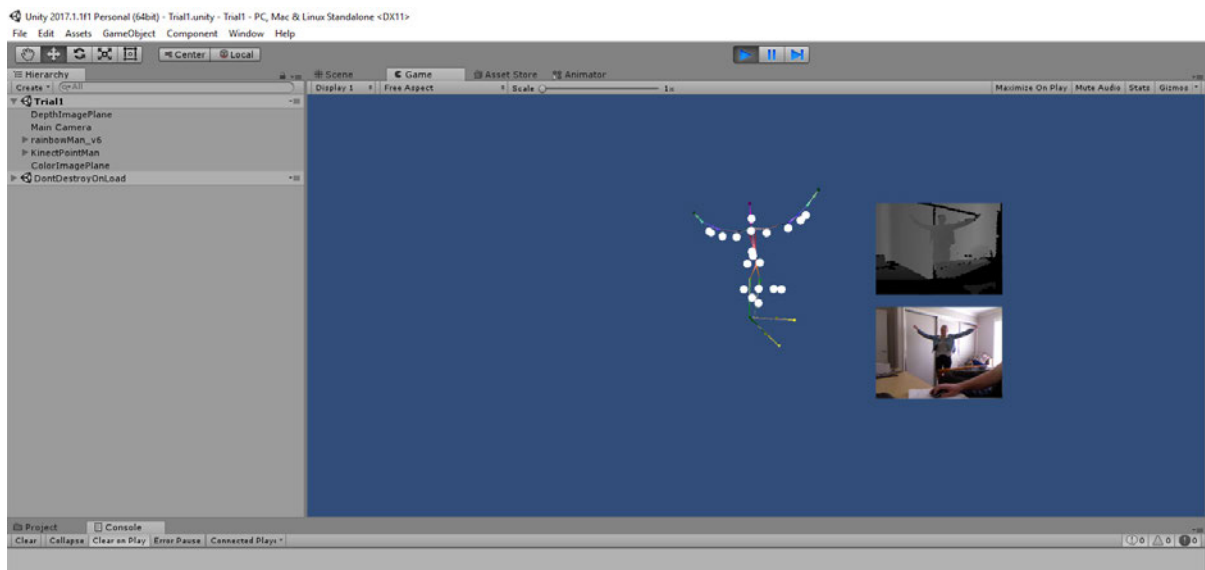 Unity 2017.1.1f1 Personal (64bit) - Trial1.unity - Trial1 - PC, Mac & Linux Standalone <DX11>
File Edit Assets GameObject Component Window Help
Center Local
Hierarchy Scene Game Asset Store Animator
Create All Display 1 Free Aspect Scale 1x Maximize On Play Mute Audio Stats Gizmos
Trial1
DepthImagePlane
Main Camera
rainbowMan_v6
KinectPointMan
ColorImagePlane
DontDestroyOnLoad
Project Console
Clear Collapse Clear on Play Error Pause Connected Playe 0 0 0